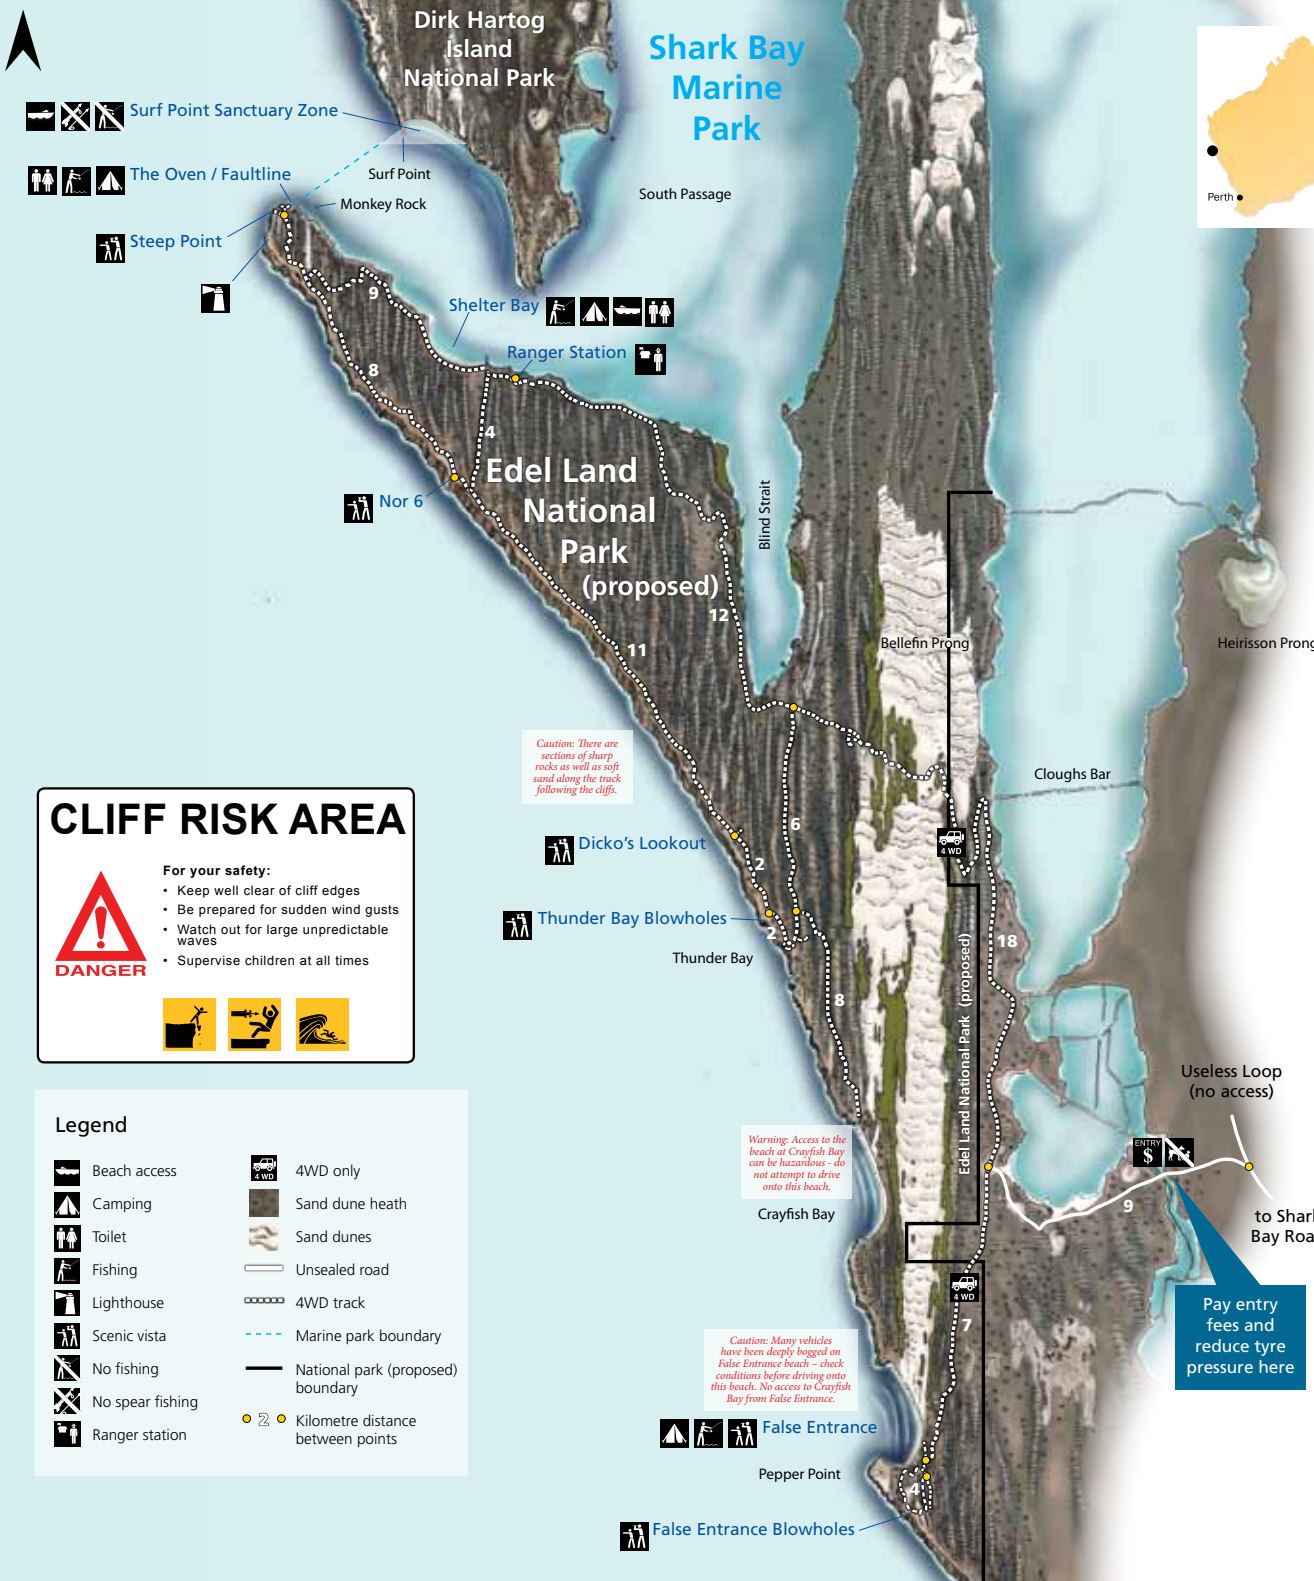 Dirk Hartog
Island
National Park
Shark Bay
Marine
Park
Surf Point Sanctuary Zone
The Oven / Faultline
Surf Point
Monkey Rock
South Passage
Perth
Steep Point
9
Shelter Bay
Ranger Station
8
4
Edel Land
National
Park
(proposed)
Nor 6
Blind Strait
12
11
Bellefin Prong
Heirisson Prong
Caution: There are
sections of sharp
rocks as well as soft
sand along the track
following the cliffs.
Cloughs Bar
6
4 WD
Dicko's Lookout
2
Thunder Bay Blowholes
2
Thunder Bay
18
8
Edel Land National Park (proposed)
CLIFF RISK AREA
DANGER
For your safety:
• Keep well clear of cliff edges
• Be prepared for sudden wind gusts
• Watch out for large unpredictable
waves
• Supervise children at all times
Useless Loop
(no access)
ENTRY
$
9
to Shar
Bay Roa
Warning: Access to the
beach at Crayfish Bay
can be hazardous - do
not attempt to drive
onto this beach.
Crayfish Bay
4 WD
7
Pay entry
fees and
reduce tyre
pressure here
Caution: Many vehicles
have been deeply bogged on
False Entrance beach – check
conditions before driving onto
this beach. No access to Crayfish
Bay from False Entrance.
False Entrance
Pepper Point
4
False Entrance Blowholes
Legend
Beach access
Camping
Toilet
Fishing
Lighthouse
Scenic vista
No fishing
No spear fishing
Ranger station
4 WD
4WD only
Sand dune heath
Sand dunes
Unsealed road
4WD track
Marine park boundary
National park (proposed)
boundary
2
Kilometre distance
between points